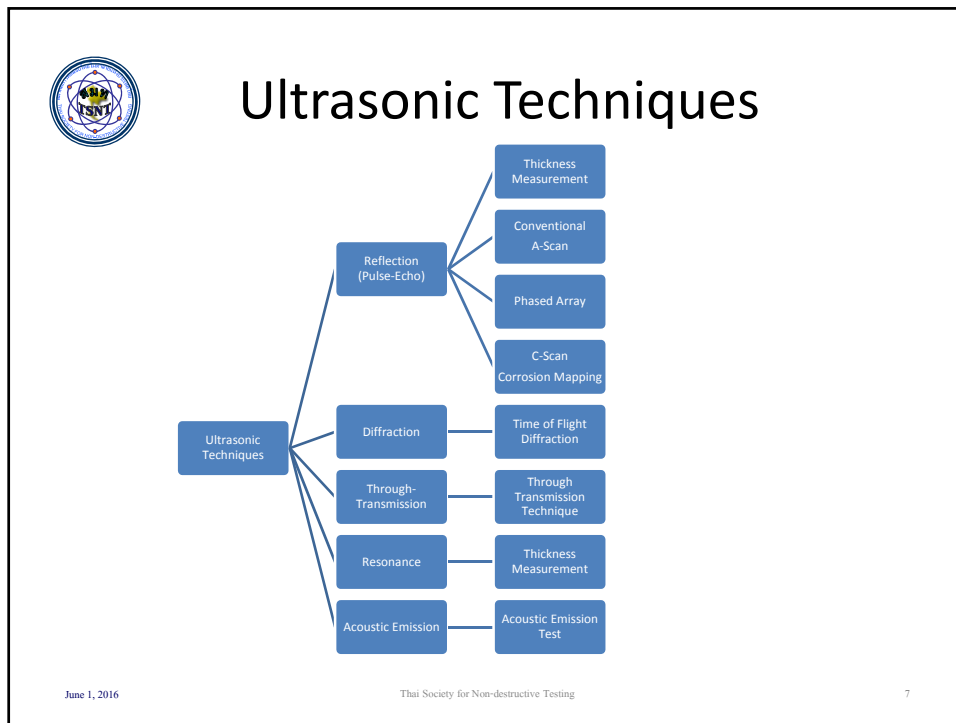 Ultrasonic Techniques
TSNT
Thickness
Measurement
Conventional
A-Scan
Reflection
(Pulse-Echo)
Phased Array
C-Scan
Corrosion Mapping
Ultrasonic
Techniques
Diffraction
Time of Flight
Diffraction
Through-
Transmission
Through
Transmission
Technique
Resonance
Thickness
Measurement
Acoustic Emission
Acoustic Emission
Test
June 1, 2016
Thai Society for Non-destructive Testing
7